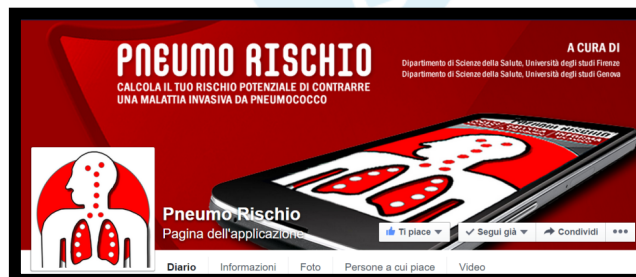 PNEUMO RISCHIO
CALCOLA IL TUO RISCHIO POTENZIALE DI CONTRARRE
UNA MALATTIA INVASIVA DA PNEUMOCOCCO
A CURA DI
Dipartimento di Scienze della Salute, Università degli studi Firenze
Dipartimento di Scienze della Salute, Università degli studi Genova
Pneumo Rischio
Pagina dell'applicazione
Ti piace
Segui già
Condividi
Diario Informazioni Foto Persone a cui piace Video